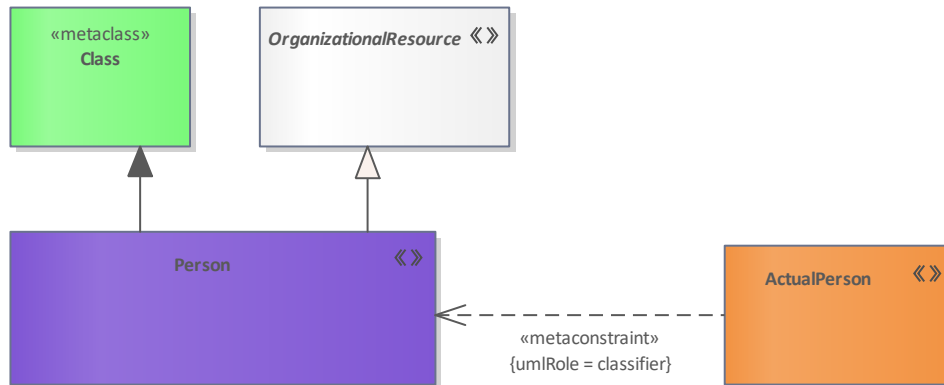 «metaclass»
Class
OrganizationalResource «»
Person «»
ActualPerson «»
«metaconstraint»
{umlRole = classifier}